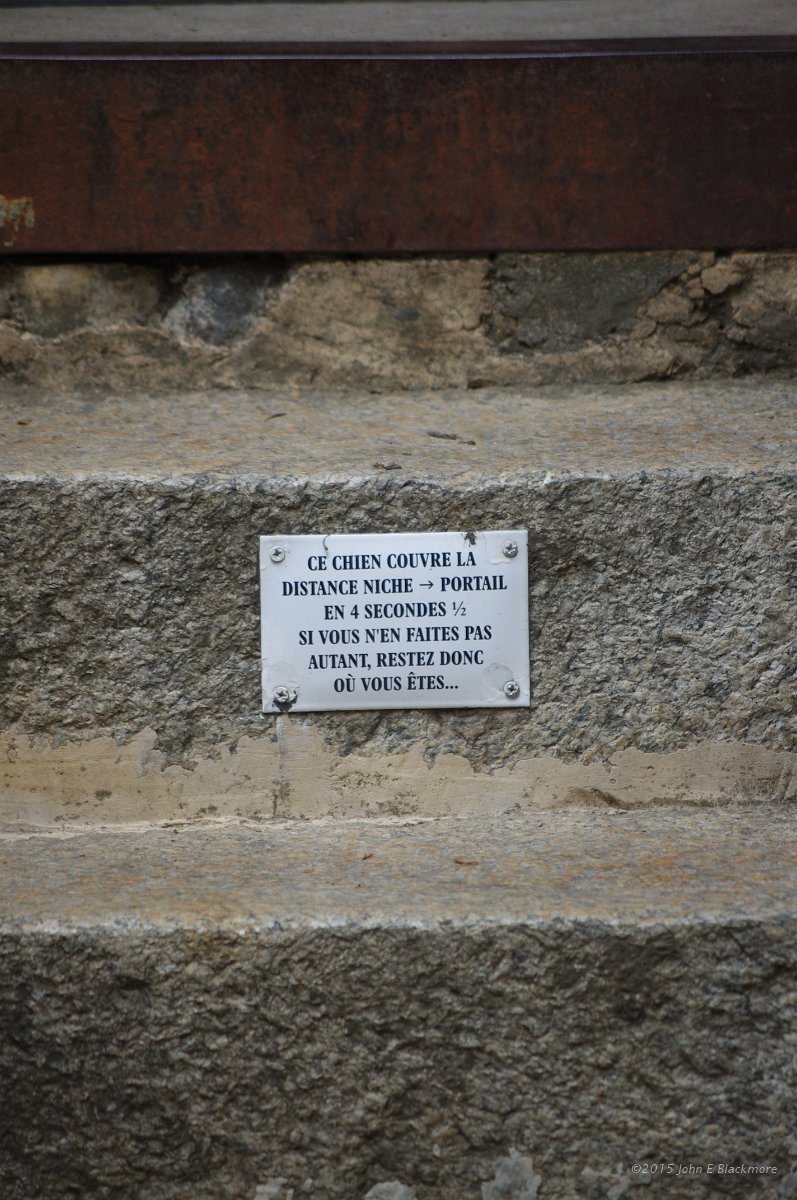 CE CHIEN COUVRE LA
DISTANCE NICHE → PORTAIL
EN 4 SECONDES ½
SI VOUS N'EN FAITES PAS
AUTANT, RESTEZ DONC
OÙ VOUS ÊTES...
©2015 John E Blackmore